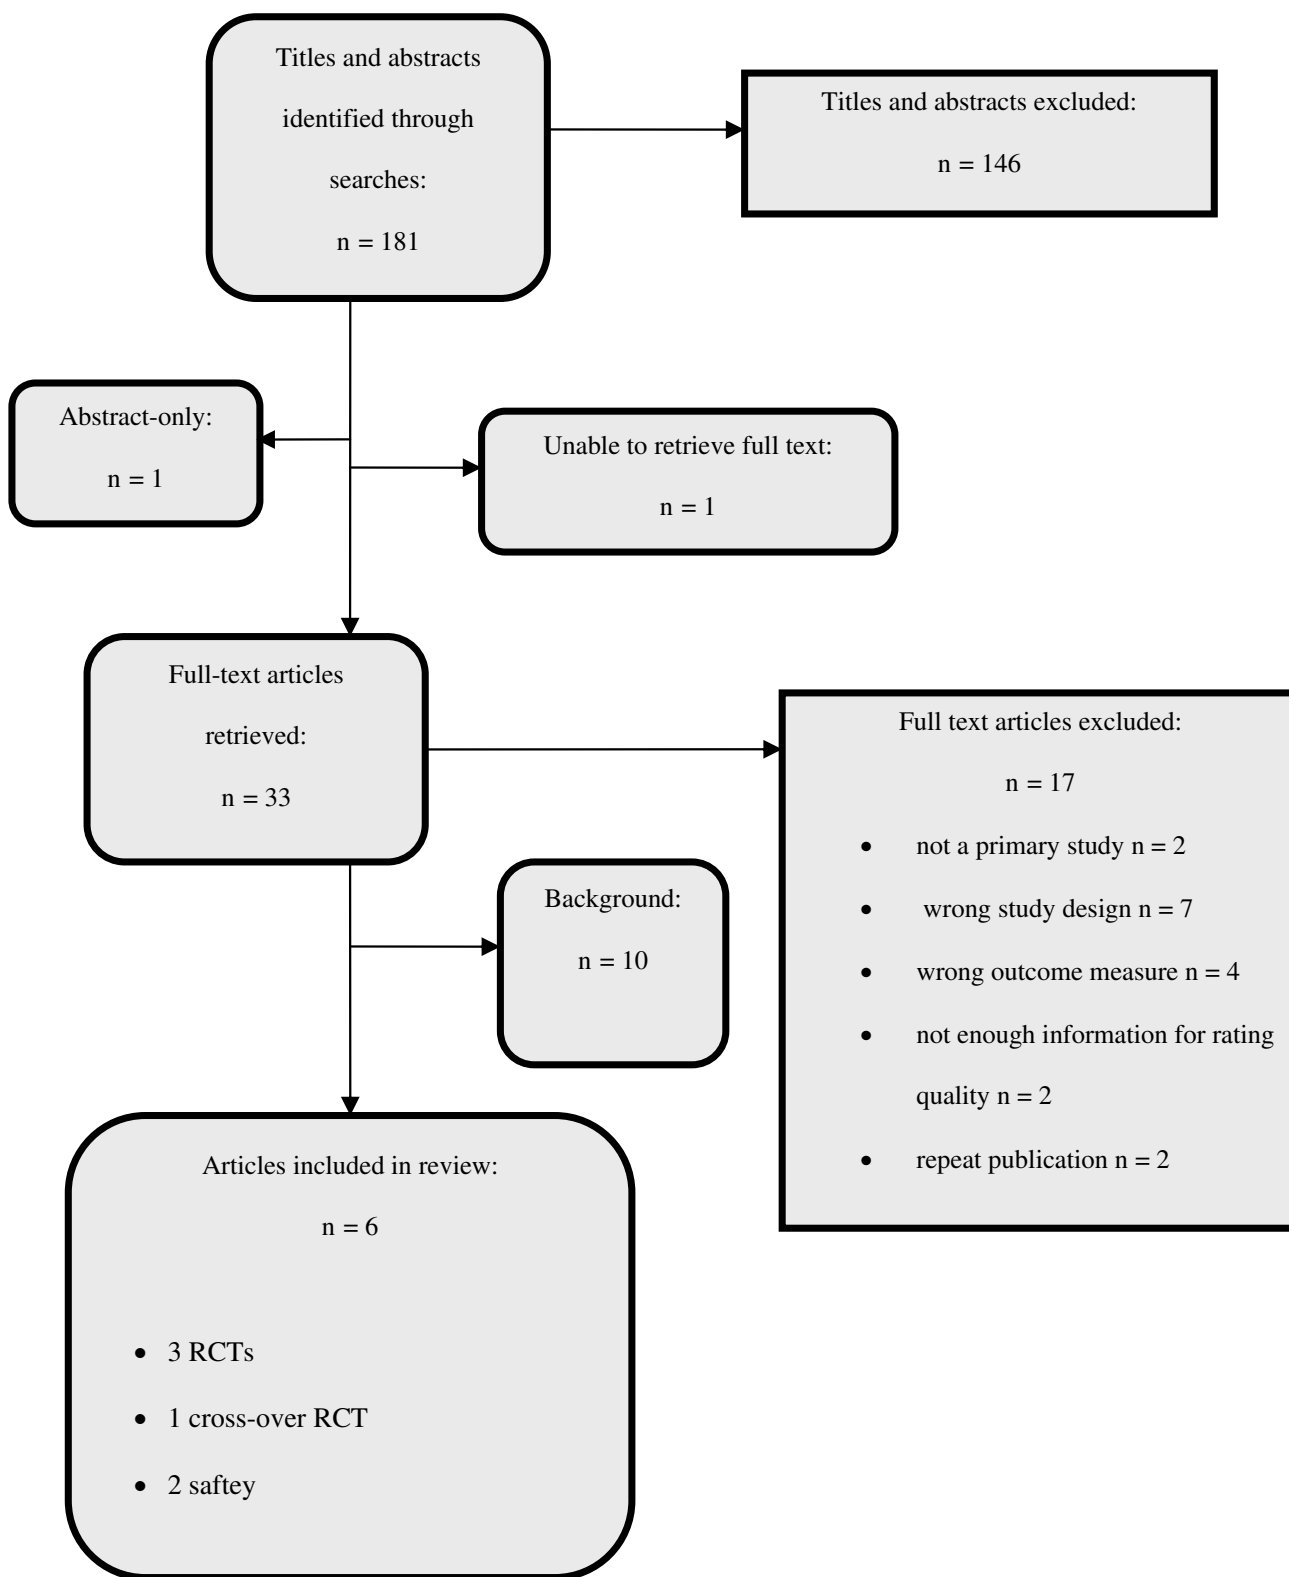 Titles and abstracts
identified through
searches:
n = 181
Titles and abstracts excluded:
n = 146
Abstract-only:
n = 1
Unable to retrieve full text:
n = 1
Full-text articles
retrieved:
n = 33
Full text articles excluded:
n = 17
• not a primary study n = 2
• wrong study design n = 7
• wrong outcome measure n = 4
• not enough information for rating
quality n = 2
• repeat publication n = 2
Background:
n = 10
Articles included in review:
n = 6
• 3 RCTs
• 1 cross-over RCT
• 2 saftey